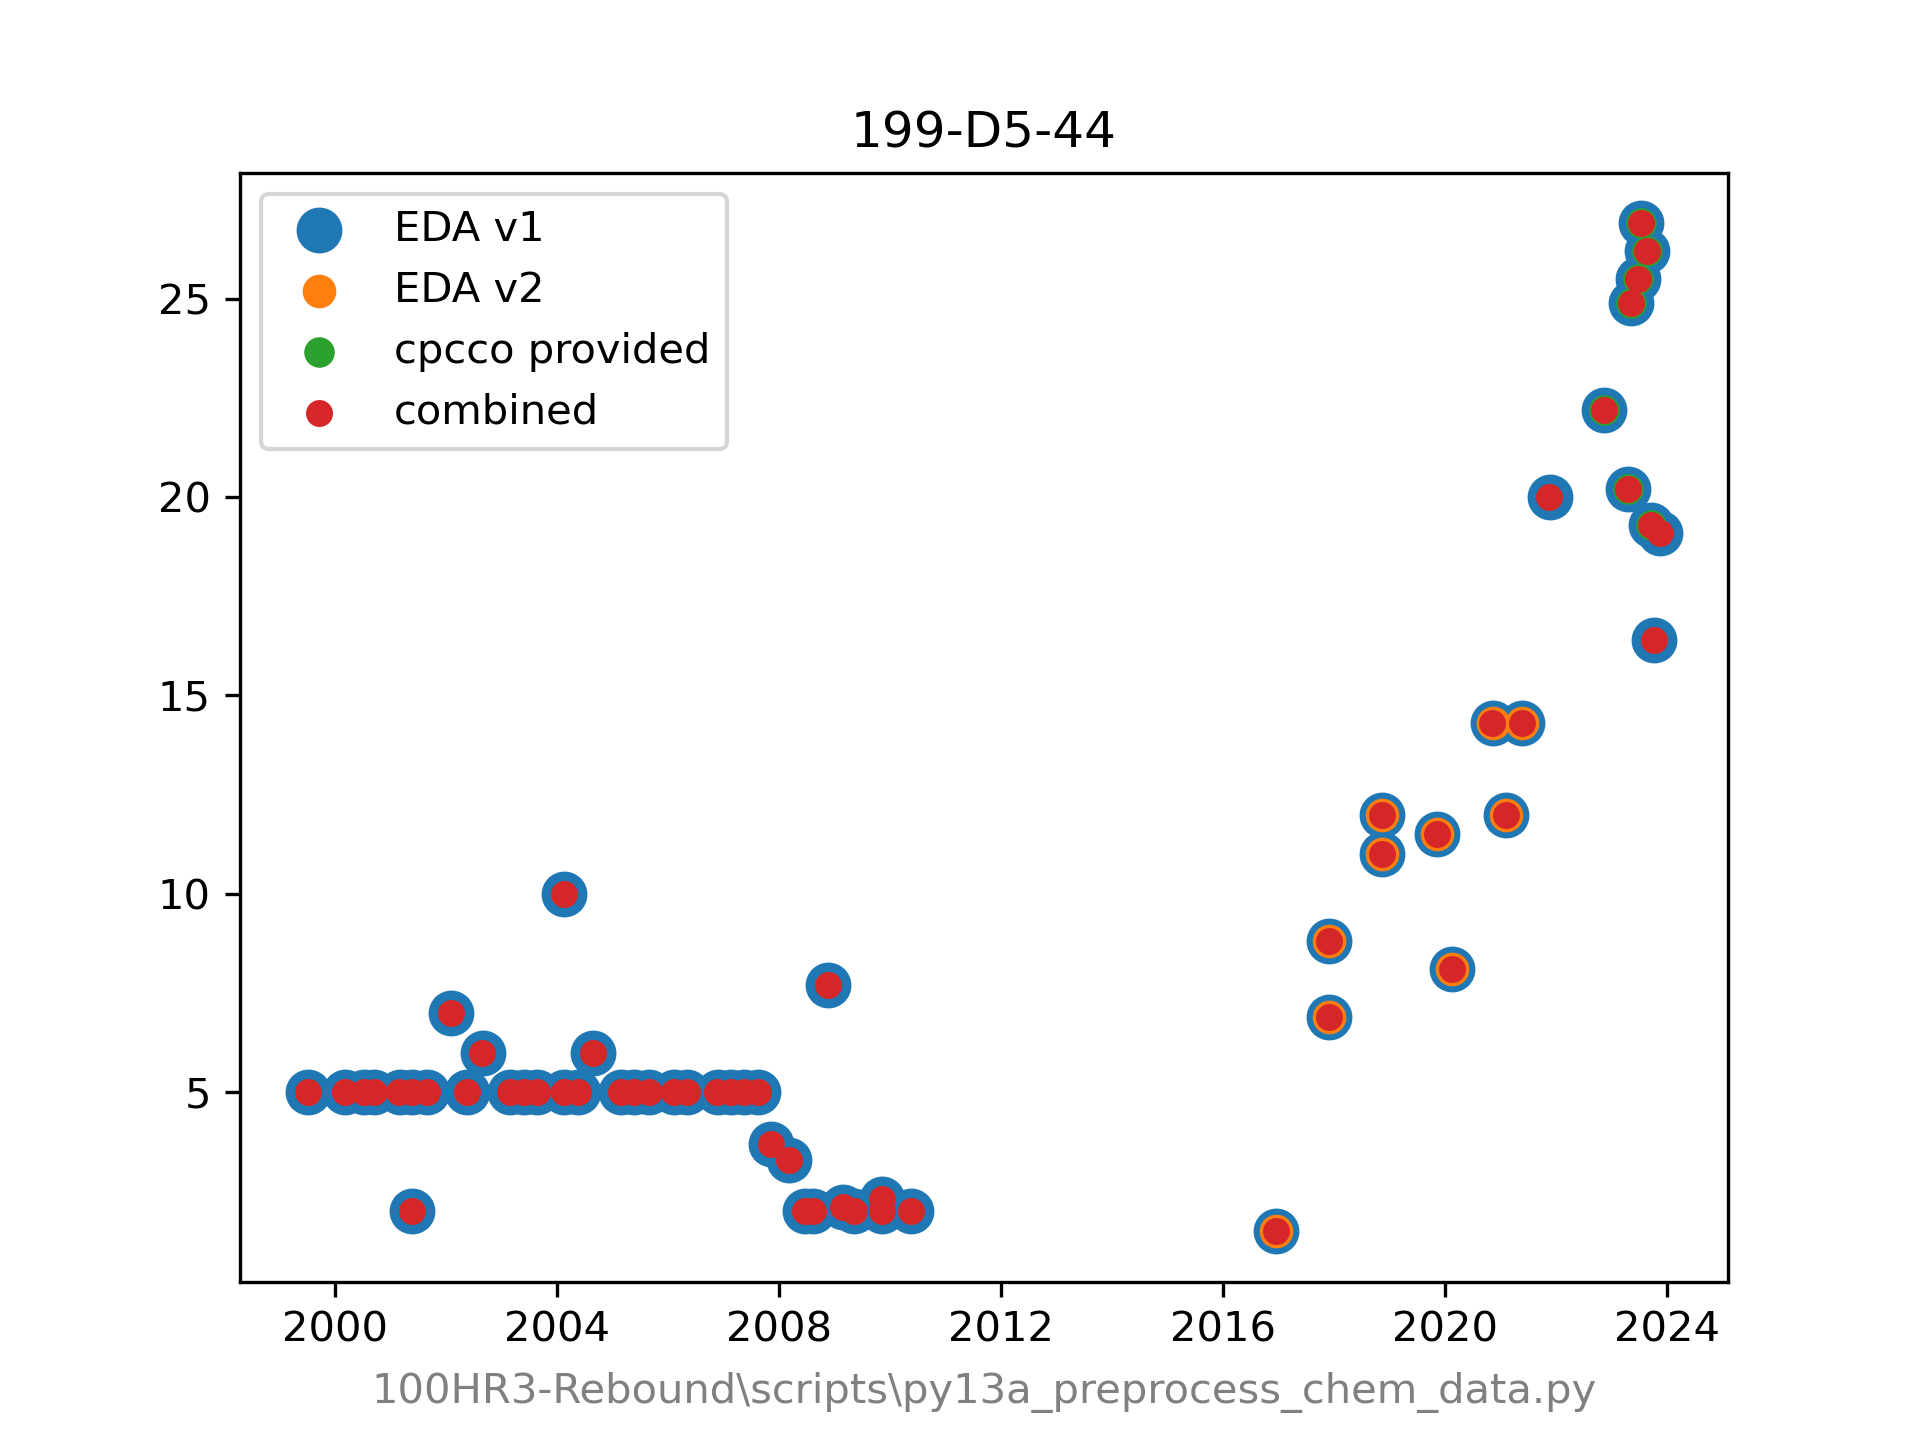 199-D5-44
EDA v1
EDA v2
cpcco provided
combined
25
20
15
10
5
2000 2004 2008 2012 2016 2020 2024
100HR3-Rebound\scripts\py13a_preprocess_chem_data.py